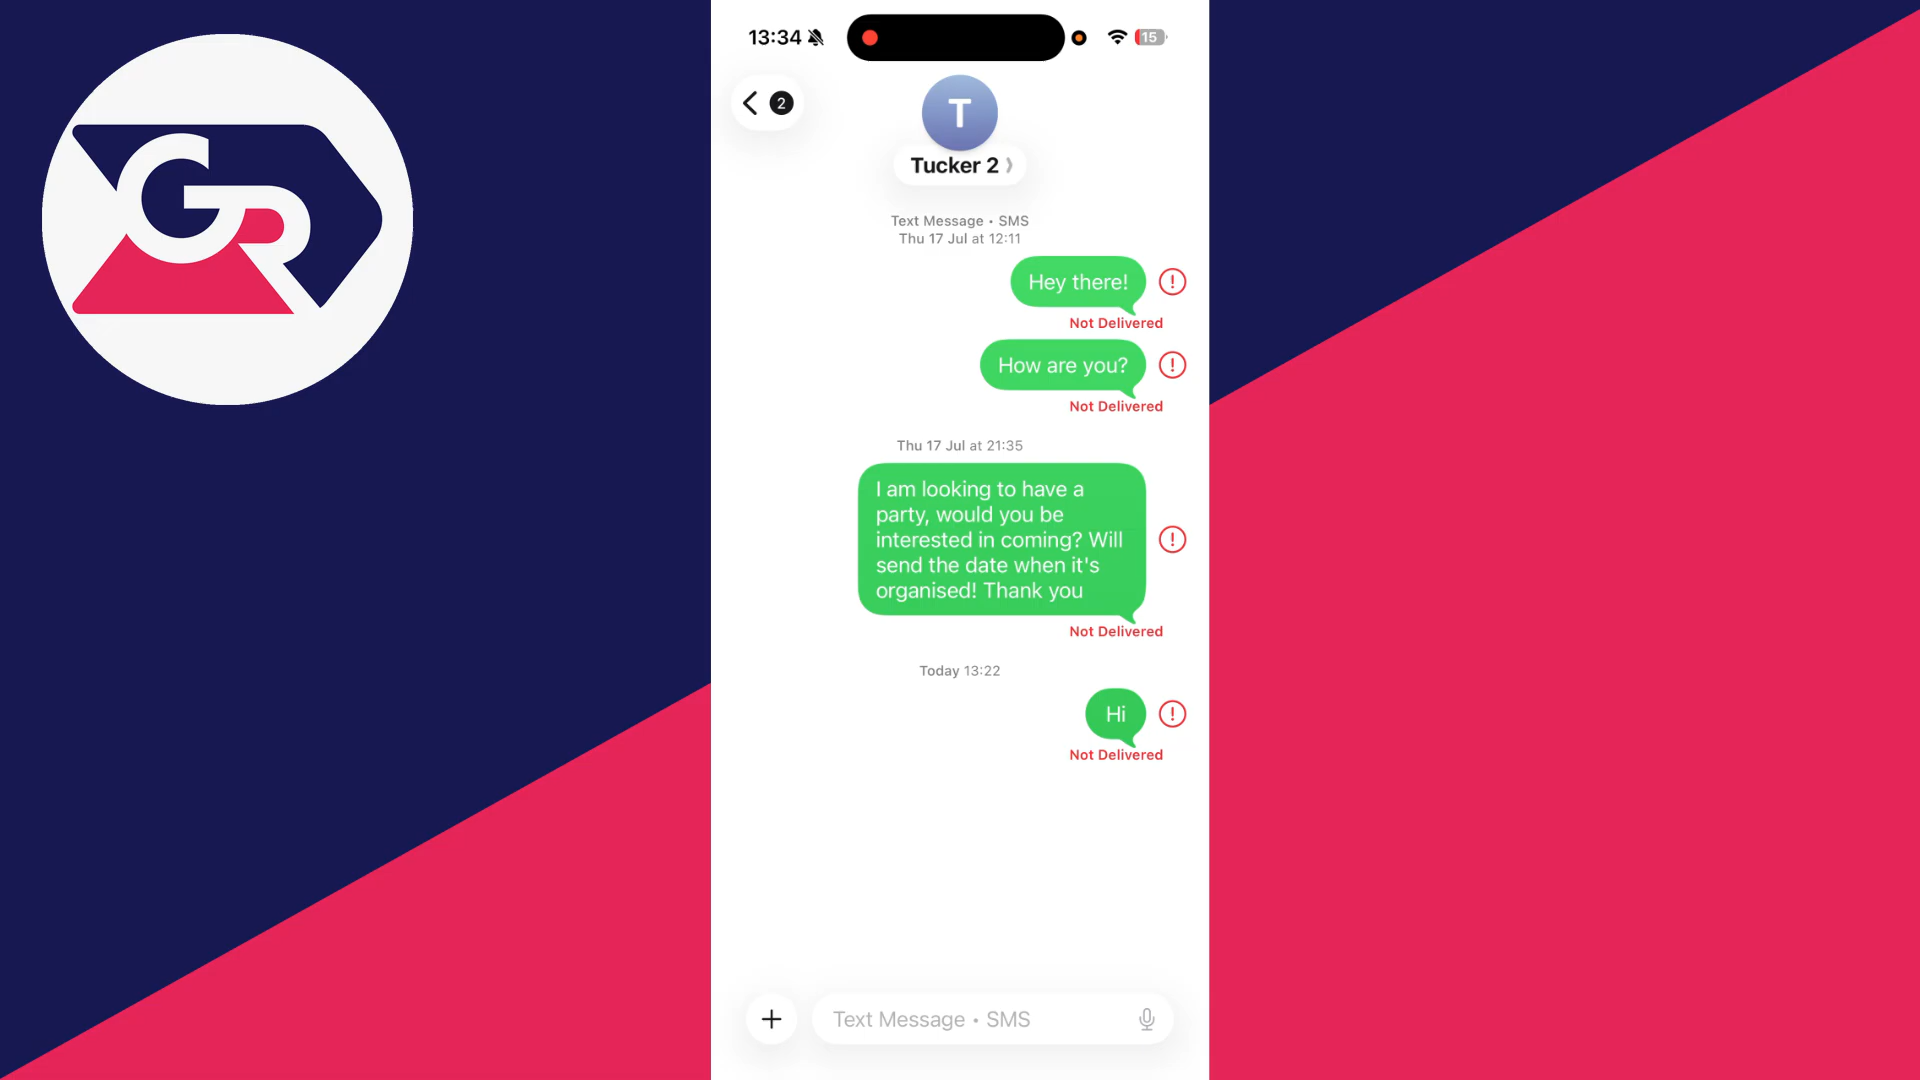 GR
13:34
15
2
T
Tucker 2
Text Message • SMS
Thu 17 Jul at 12:11
Hey there!
Not Delivered
How are you?
Not Delivered
Thu 17 Jul at 21:35
I am looking to have a
party, would you be
interested in coming? Will
send the date when it's
organised! Thank you
Not Delivered
Today 13:22
Hi
Not Delivered
Text Message • SMS